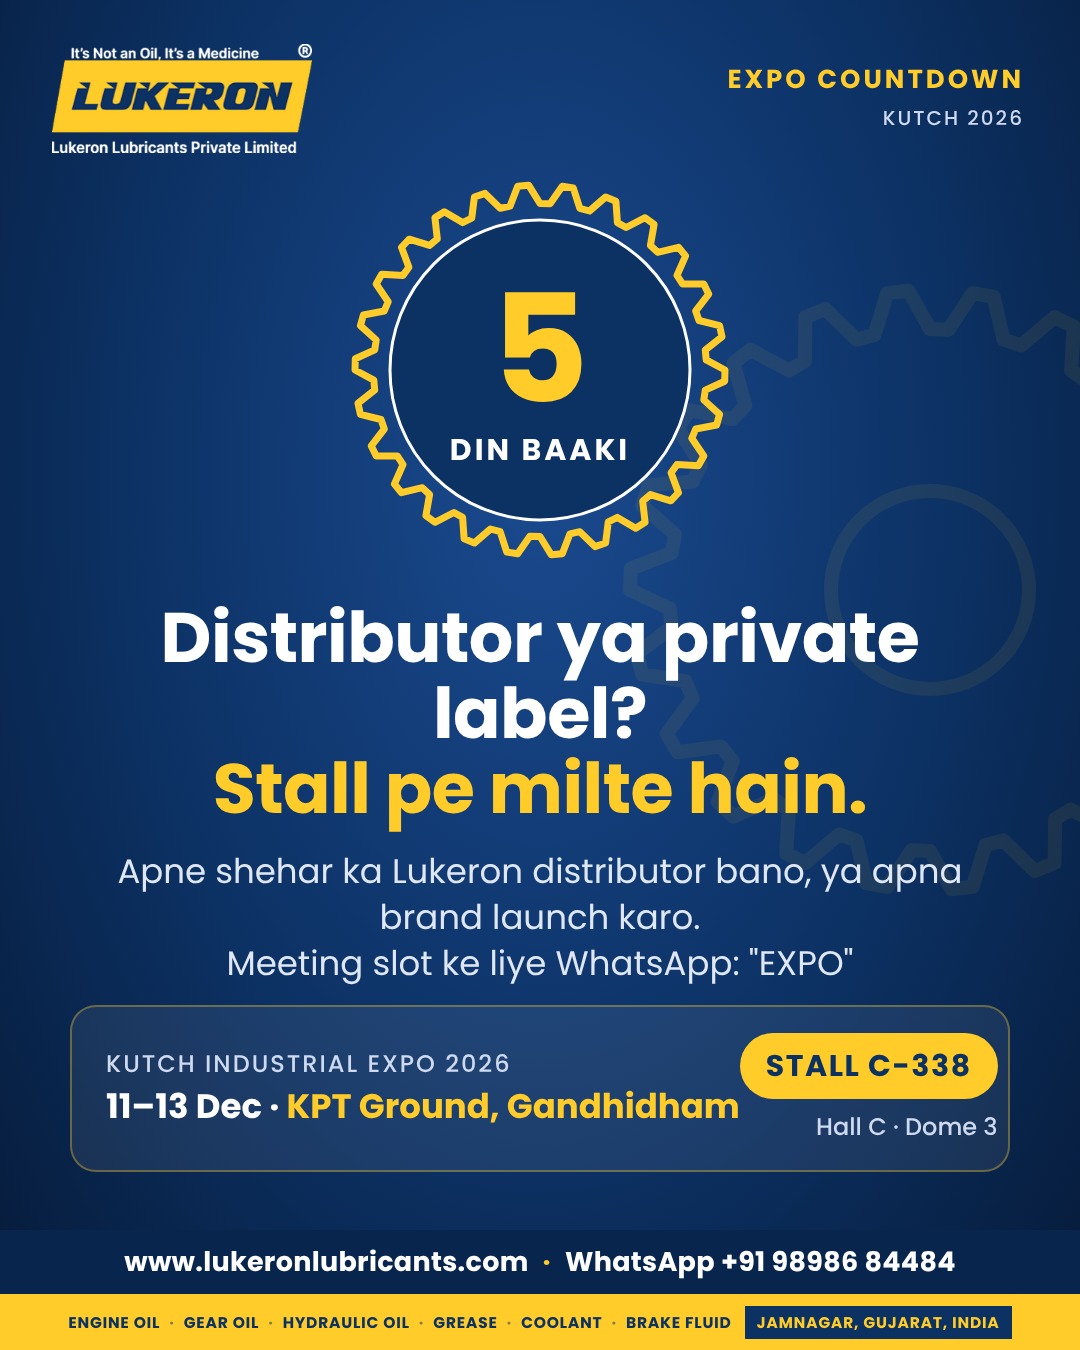 It's Not an Oil, It's a Medicine
®
LUKERON
Lukeron Lubricants Private Limited
EXPO COUNTDOWN
KUTCH 2026
5
DIN BAAKI
Distributor ya private
label?
Stall pe milte hain.
Apne shehar ka Lukeron distributor bano, ya apna
brand launch karo.
Meeting slot ke liye WhatsApp: "EXPO"
KUTCH INDUSTRIAL EXPO 2026
11–13 Dec · KPT Ground, Gandhidham
STALL C-338
Hall C · Dome 3
www.lukeronlubricants.com · WhatsApp +91 98986 84484
ENGINE OIL · GEAR OIL · HYDRAULIC OIL · GREASE · COOLANT · BRAKE FLUID JAMNAGAR, GUJARAT, INDIA